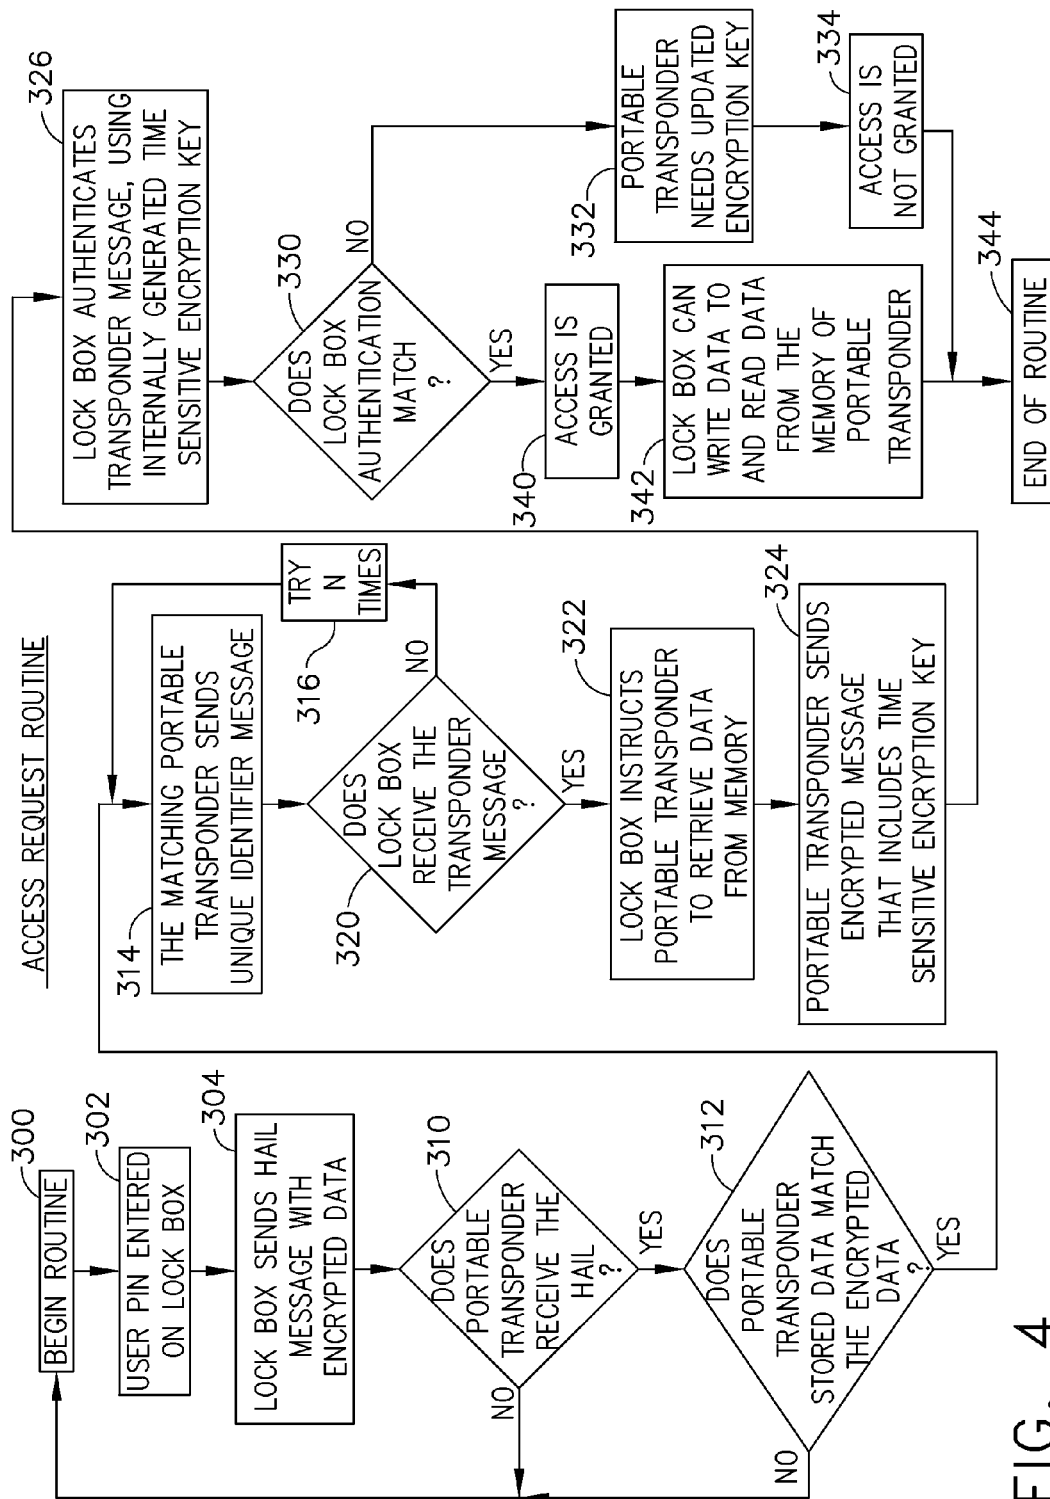 ACCESS REQUEST ROUTINE
300
BEGIN ROUTINE
302
USER PIN ENTERED
ON LOCK BOX
304
LOCK BOX SENDS HAIL
MESSAGE WITH
ENCRYPTED DATA
310
DOES
PORTABLE
TRANSPONDER
RECEIVE THE
HAIL
?
NO
YES
312
DOES
PORTABLE
TRANSPONDER
STORED DATA MATCH
THE ENCRYPTED
DATA
?
NO
YES
314
THE MATCHING PORTABLE
TRANSPONDER SENDS
UNIQUE IDENTIFIER MESSAGE
316
TRY
N
TIMES
320
DOES
LOCK BOX
RECEIVE THE
TRANSPONDER
MESSAGE
?
NO
YES
322
LOCK BOX INSTRUCTS
PORTABLE TRANSPONDER
TO RETRIEVE DATA
FROM MEMORY
324
PORTABLE TRANSPONDER SENDS
ENCRYPTED MESSAGE
THAT INCLUDES TIME
SENSITIVE ENCRYPTION KEY
326
LOCK BOX AUTHENTICATES
TRANSPONDER MESSAGE, USING
INTERNALLY GENERATED TIME
SENSITIVE ENCRYPTION KEY
330
DOES
LOCK BOX
AUTHENTICATION
MATCH
?
NO
YES
332
PORTABLE
TRANSPONDER
NEEDS UPDATED
ENCRYPTION KEY
334
ACCESS IS
NOT GRANTED
340
ACCESS IS
GRANTED
342
LOCK BOX CAN
WRITE DATA TO
AND READ DATA
FROM THE
MEMORY OF
PORTABLE
TRANSPONDER
344
END OF ROUTINE
FIG. 4